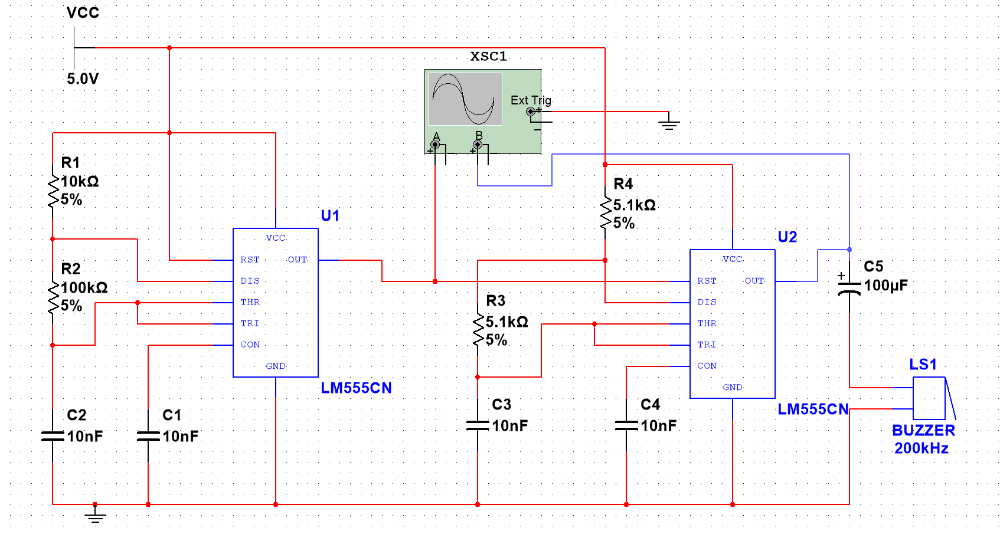 VCC
5.0V
XSC1
Ext Trig
A
B
+
−
+
−
+
−
R1
10kΩ
5%
R2
100kΩ
5%
U1
VCC
RST
OUT
DIS
THR
TRI
CON
GND
LM555CN
C2
10nF
C1
10nF
R4
5.1kΩ
5%
R3
5.1kΩ
5%
C3
10nF
C4
10nF
U2
VCC
RST
OUT
DIS
THR
TRI
CON
GND
LM555CN
+
C5
100µF
LS1
BUZZER
200kHz